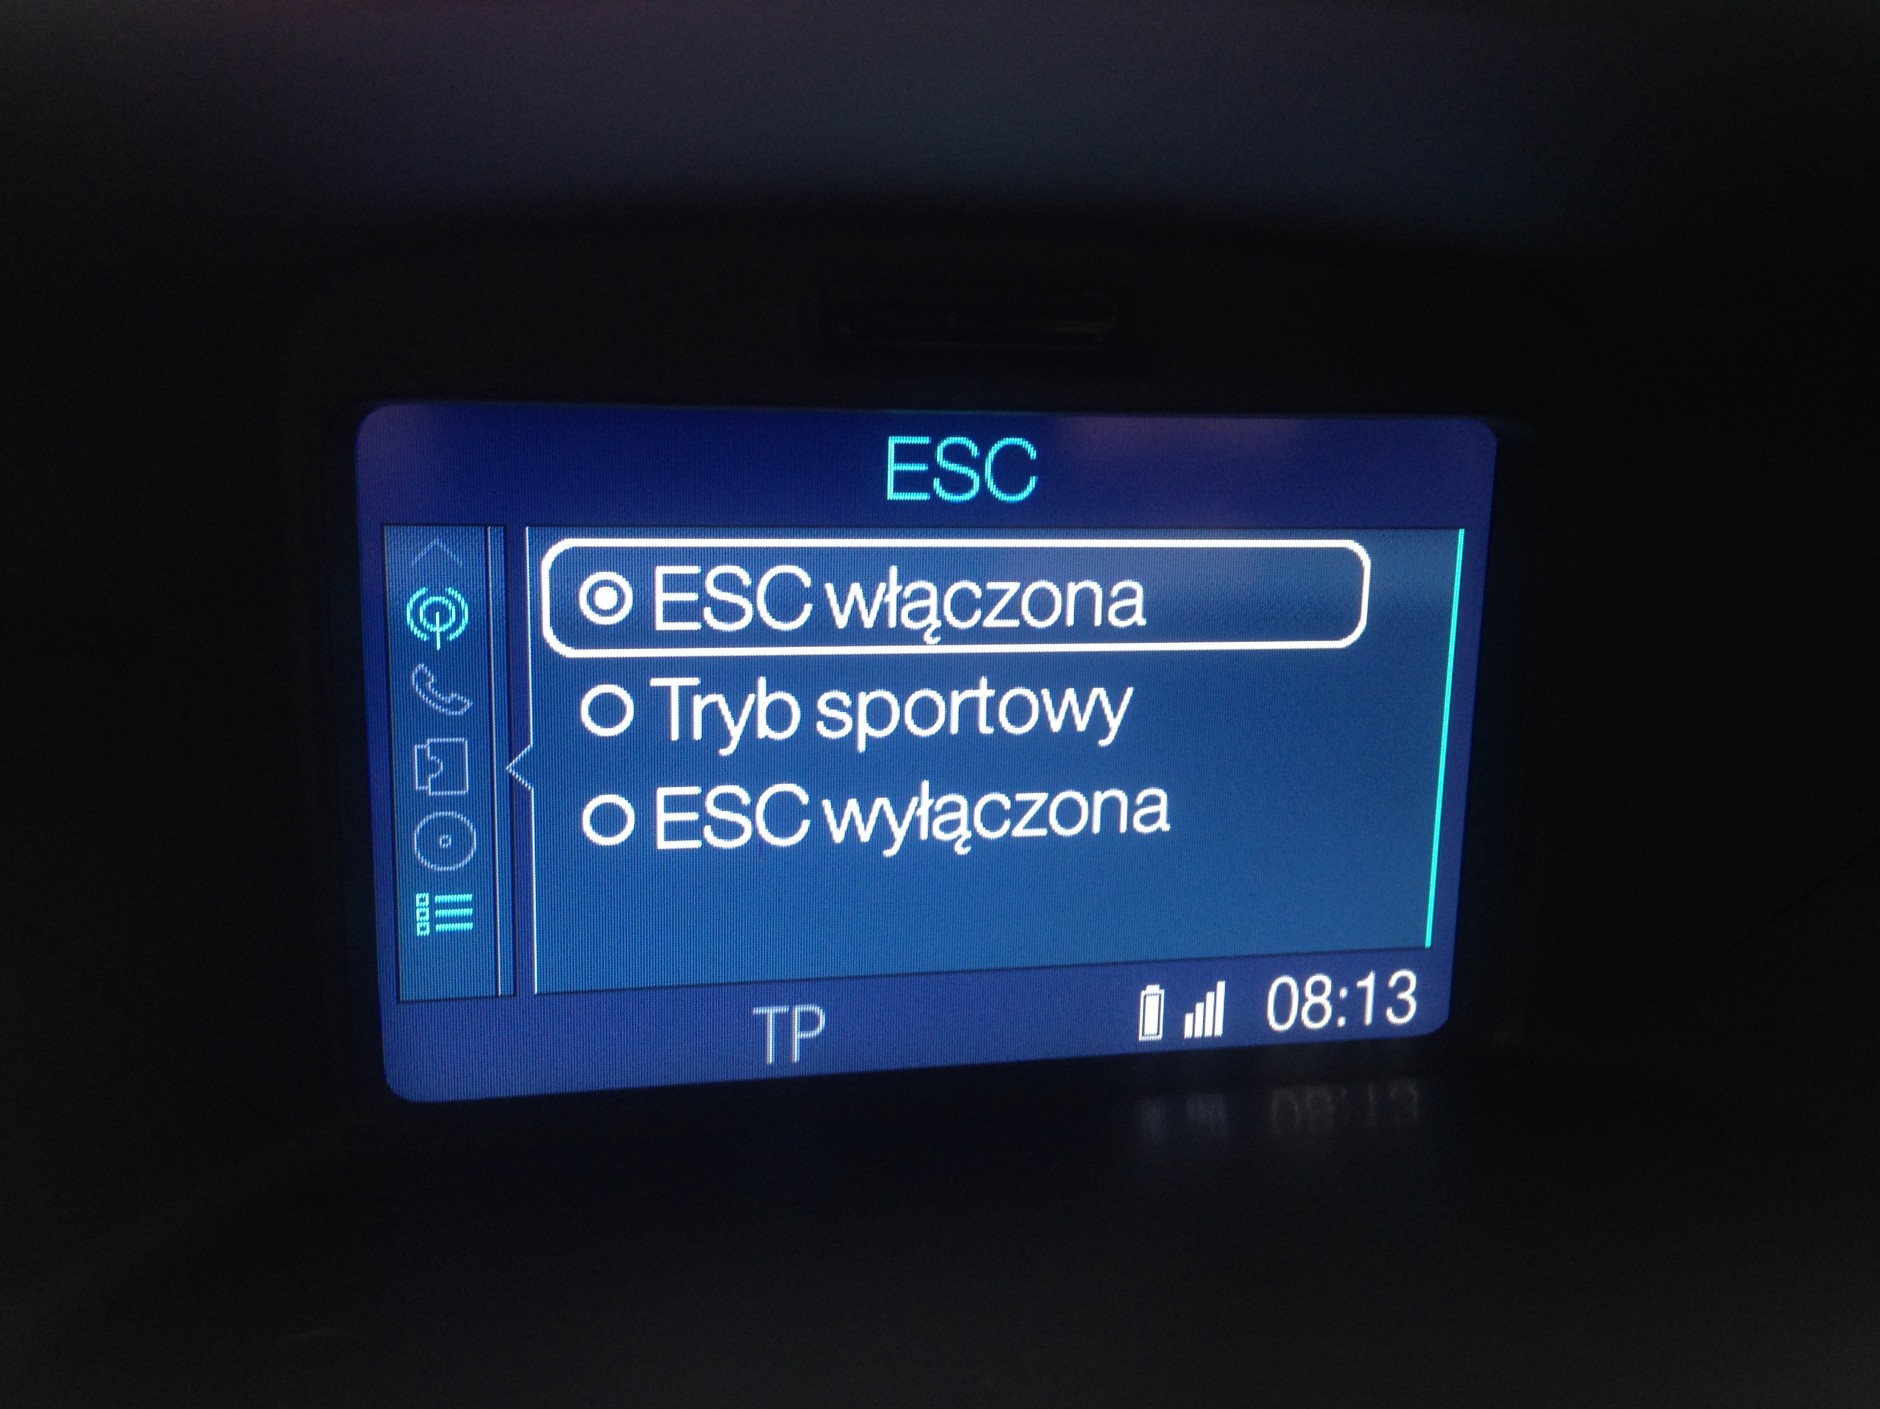 ESC
ESC włączona
Tryb sportowy
ESC wyłączona
TP
08:13